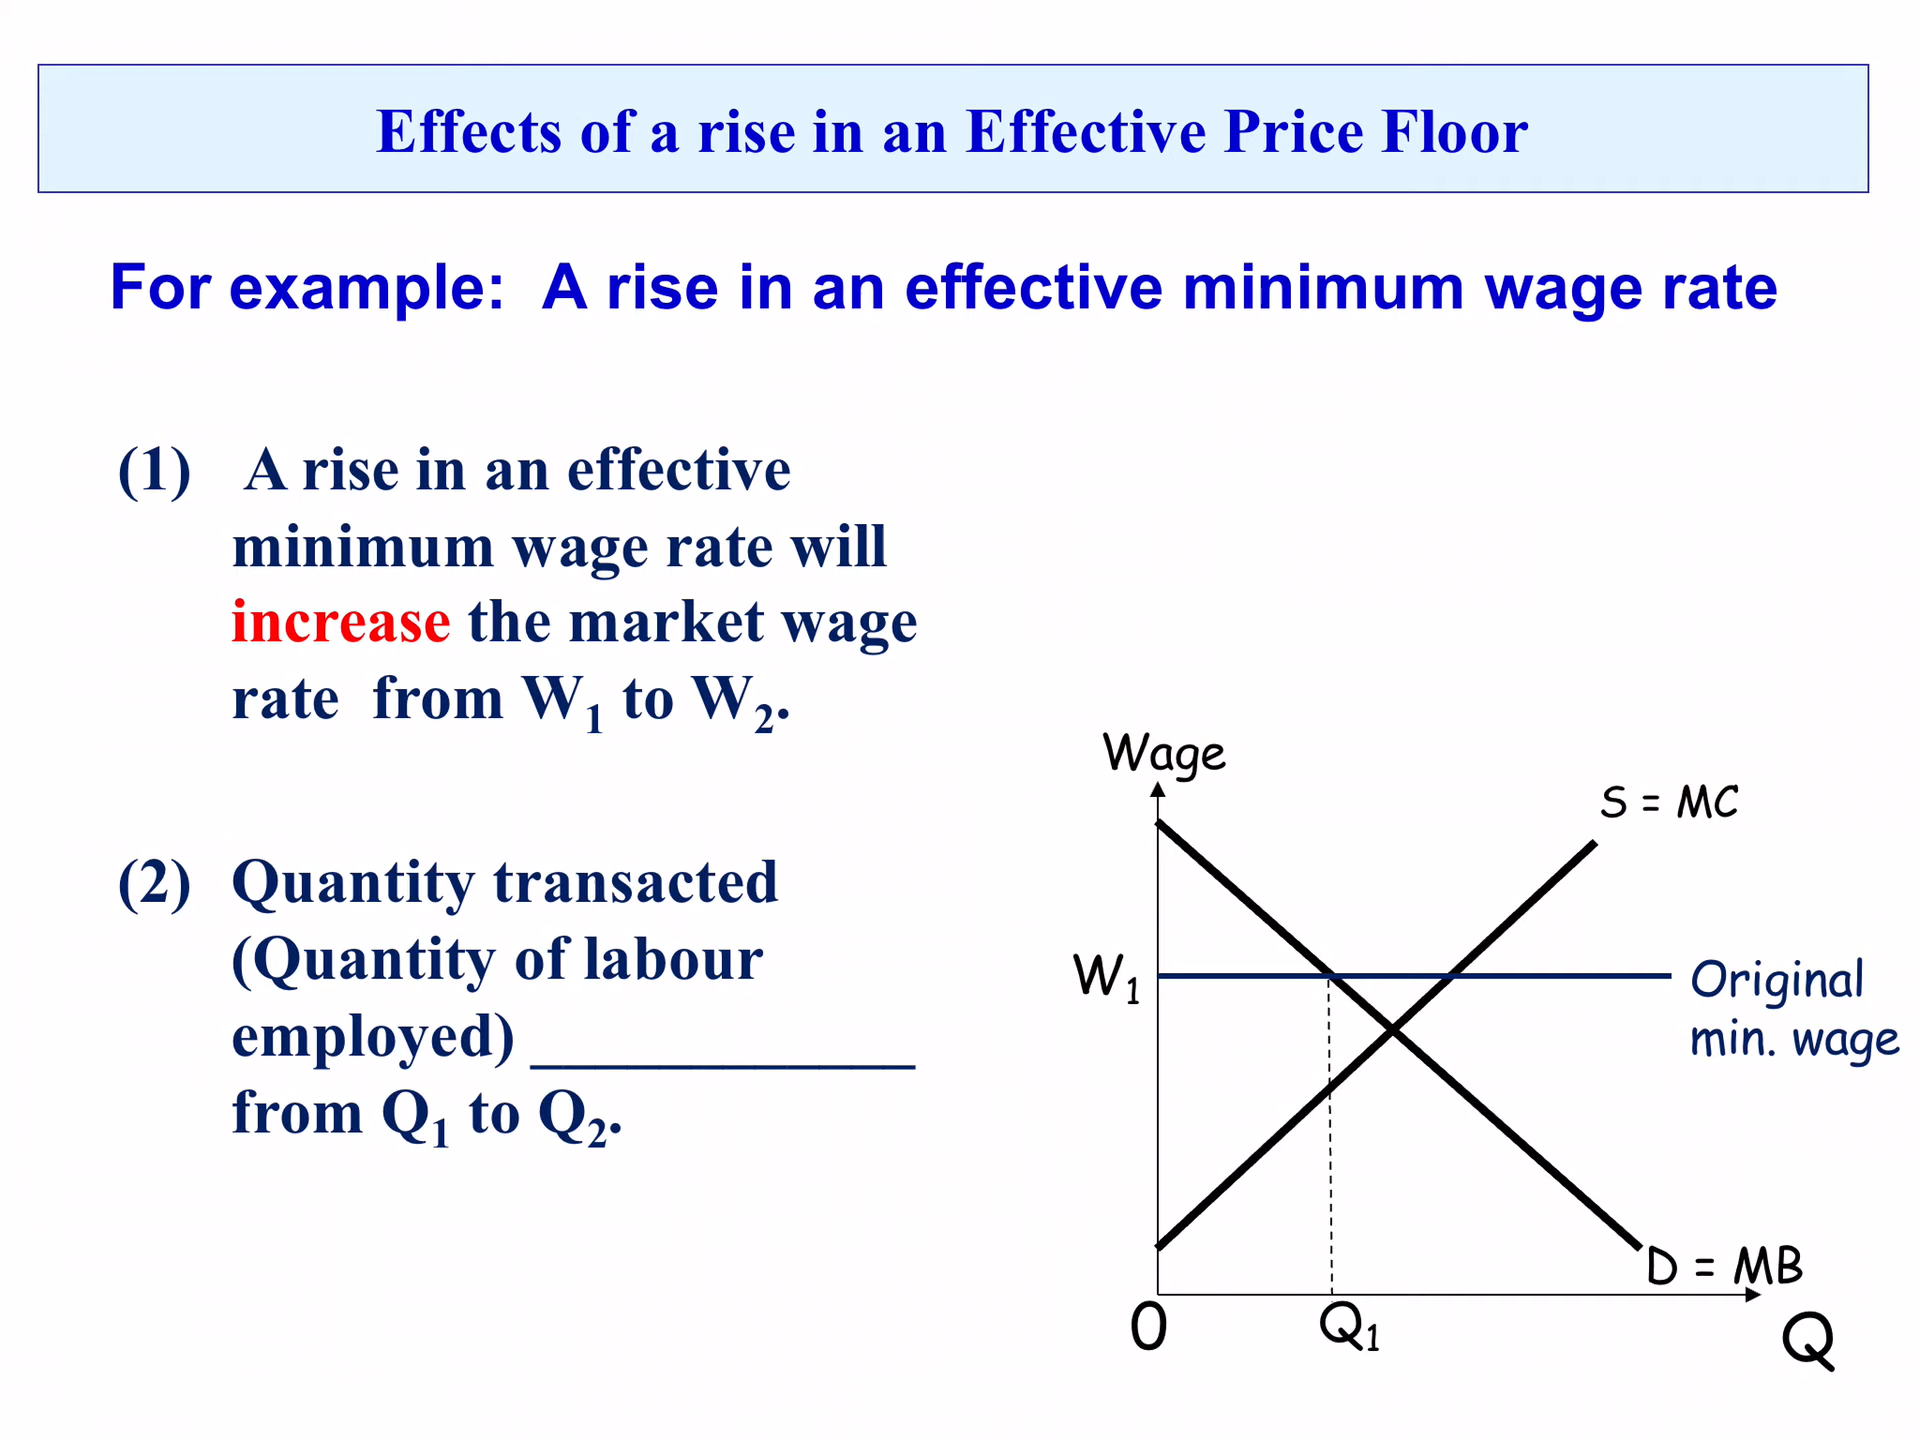 Effects of a rise in an Effective Price Floor
For example: A rise in an effective minimum wage rate
(1) A rise in an effective
minimum wage rate will
increase the market wage
rate from W₁ to W₂.
(2) Quantity transacted
(Quantity of labour
employed) ____________
from Q₁ to Q₂.
Wage
S = MC
W₁
Original
min. wage
D = MB
0
Q₁
Q